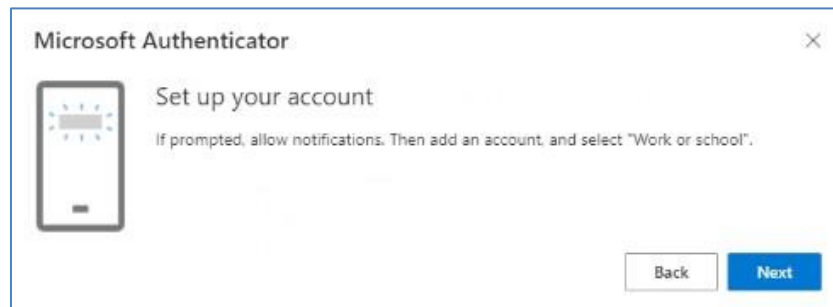 Microsoft Authenticator
Set up your account
If prompted, allow notifications. Then add an account, and select "Work or school".
Back
Next